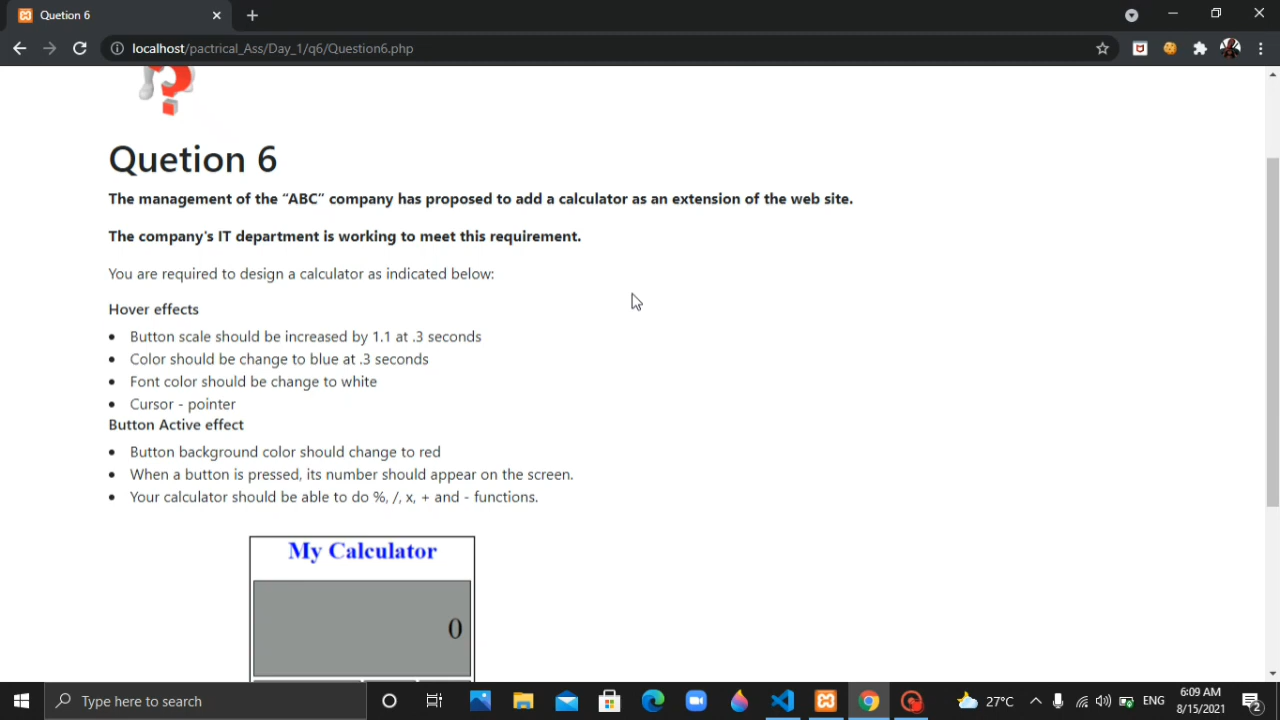 Quetion 6
localhost/pactrical_Ass/Day_1/q6/Question6.php
Quetion 6
The management of the “ABC” company has proposed to add a calculator as an extension of the web site.
The company's IT department is working to meet this requirement.
You are required to design a calculator as indicated below:
Hover effects
• Button scale should be increased by 1.1 at .3 seconds
• Color should be change to blue at .3 seconds
• Font color should be change to white
• Cursor - pointer
Button Active effect
• Button background color should change to red
• When a button is pressed, its number should appear on the screen.
• Your calculator should be able to do %, /, x, + and - functions.
My Calculator
0
Type here to search
27°C
ENG
6:09 AM
8/15/2021
2